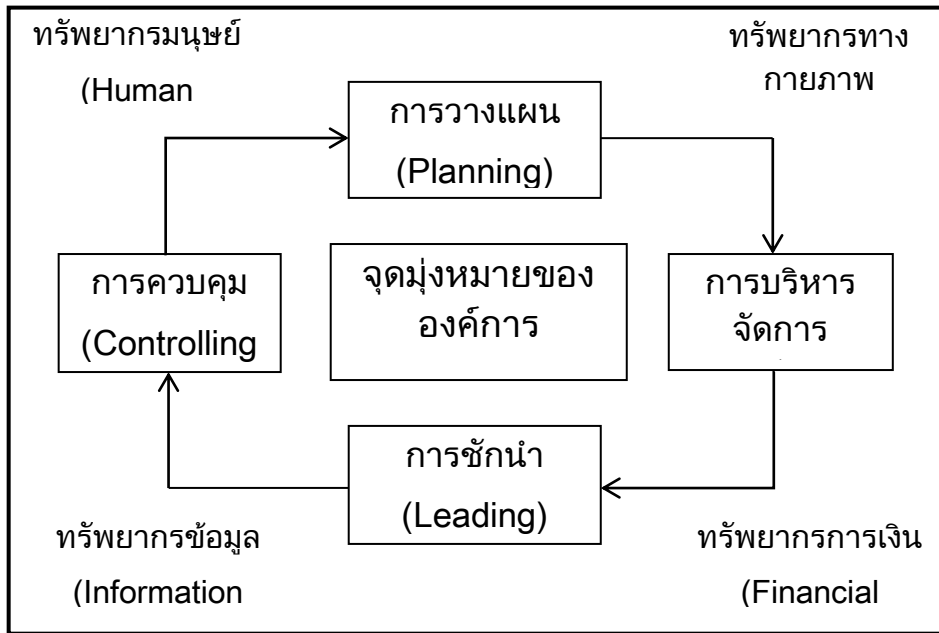 ทรัพยากรมนุษย์
(Human
ทรัพยากรทาง
กายภาพ
การวางแผน
(Planning)
การควบคุม
(Controlling
จุดมุ่งหมายของ
องค์การ
การบริหาร
จัดการ
การชักนำ
(Leading)
ทรัพยากรข้อมูล
(Information
ทรัพยากรการเงิน
(Financial